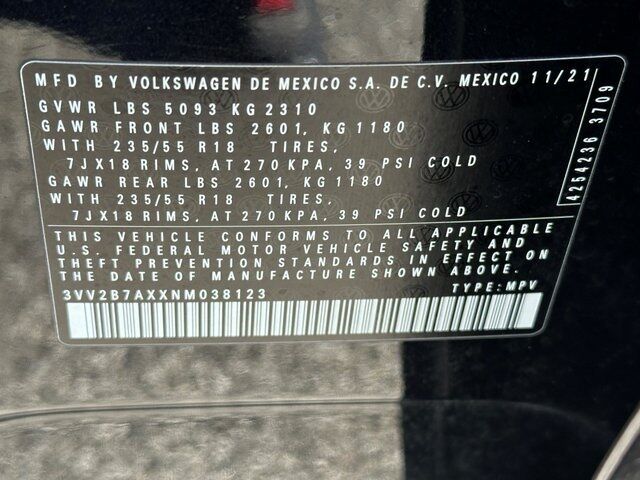 MFD BY VOLKSWAGEN DE MEXICO S.A. DE C.V. MEXICO 11/21
GVWR LBS 5093 KG 2310
GAWR FRONT LBS 2601, KG 1180
WITH 235/55 R18 TIRES,
7JX18 RIMS, AT 270 KPA, 39 PSI COLD
GAWR REAR LBS 2601, KG 1180
WITH 235/55 R18 TIRES,
7JX18 RIMS, AT 270 KPA, 39 PSI COLD
THIS VEHICLE CONFORMS TO ALL APPLICABLE
U.S. FEDERAL MOTOR VEHICLE SAFETY AND
THEFT PREVENTION STANDARDS IN EFFECT ON
THE DATE OF MANUFACTURE SHOWN ABOVE.
3VV2B7AXXNM038123 TYPE: MPV
4254236 3709